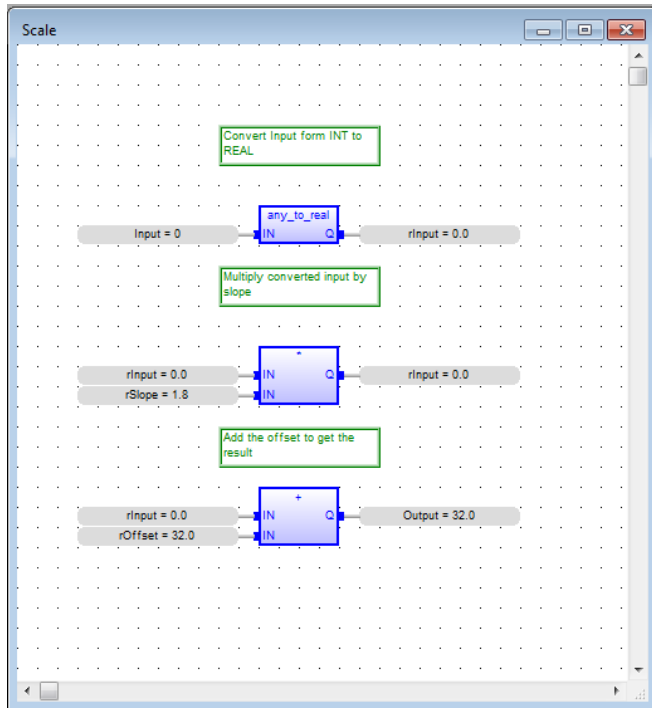 Scale
Convert Input form INT to
REAL
any_to_real
Input = 0 IN Q rInput = 0.0
Multiply converted input by
slope
*
rInput = 0.0 IN Q rInput = 0.0
rSlope = 1.8 IN
Add the offset to get the
result
+
rInput = 0.0 IN Q Output = 32.0
rOffset = 32.0 IN